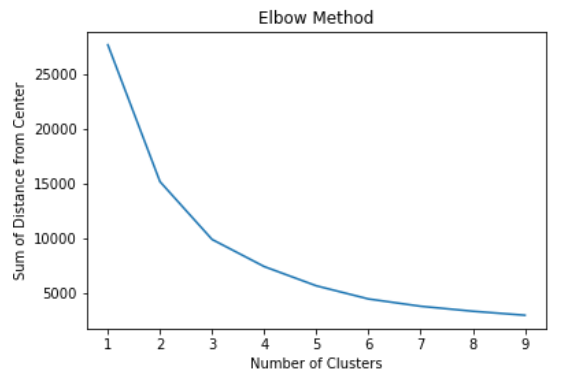 Elbow Method
Sum of Distance from Center
25000
20000
15000
10000
5000
1 2 3 4 5 6 7 8 9
Number of Clusters